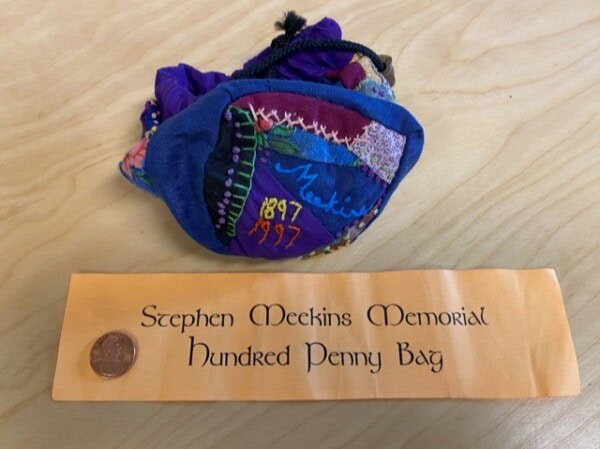 Meekins
1897
1997
Stephen Meekins Memorial
Hundred Penny Bag